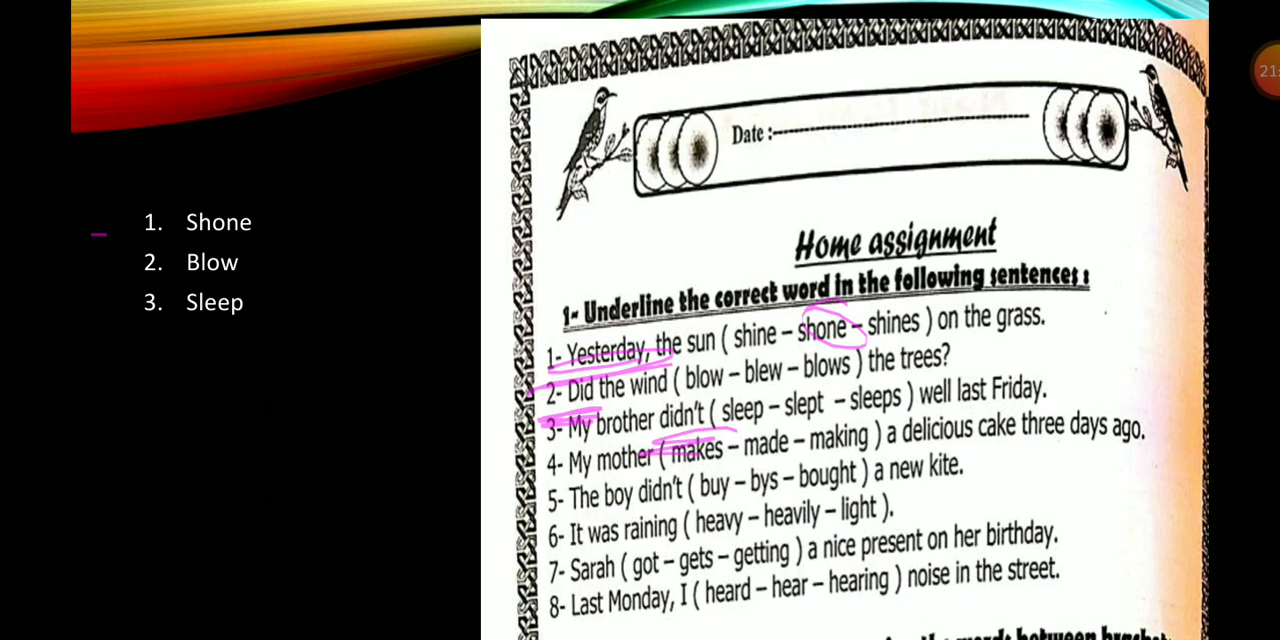 1. Shone
2. Blow
3. Sleep
Date :
Home assignment
1- Underline the correct word in the following sentences :
1- Yesterday, the sun ( shine – shone – shines ) on the grass.
2- Did the wind ( blow – blew – blows ) the trees?
3- My brother didn't ( sleep – slept – sleeps ) well last Friday.
4- My mother ( makes – made – making ) a delicious cake three days ago.
5- The boy didn't ( buy – bys – bought ) a new kite.
6- It was raining ( heavy – heavily – light ).
7- Sarah ( got – gets – getting ) a nice present on her birthday.
8- Last Monday, I ( heard – hear – hearing ) noise in the street.
the words between
21